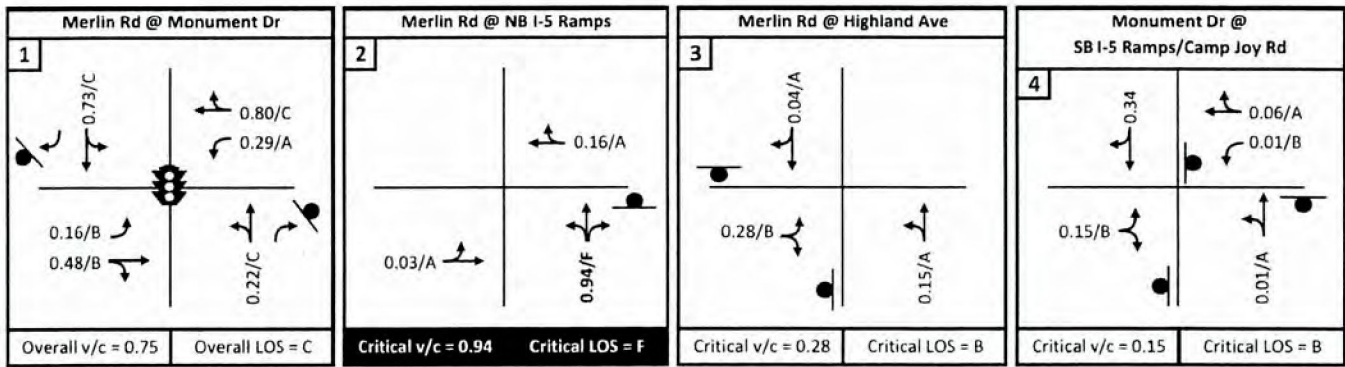 Merlin Rd @ Monument Dr
1
0.73/C
0.80/C
0.29/A
0.16/B
0.48/B
0.22/C
Overall v/c = 0.75
Overall LOS = C
Merlin Rd @ NB I-5 Ramps
2
0.16/A
0.03/A
0.94/F
Critical v/c = 0.94
Critical LOS = F
Merlin Rd @ Highland Ave
3
0.04/A
0.28/B
0.15/A
Critical v/c = 0.28
Critical LOS = B
Monument Dr @
SB I-5 Ramps/Camp Joy Rd
4
0.34
0.06/A
0.01/B
0.15/B
0.01/A
Critical v/c = 0.15
Critical LOS = B